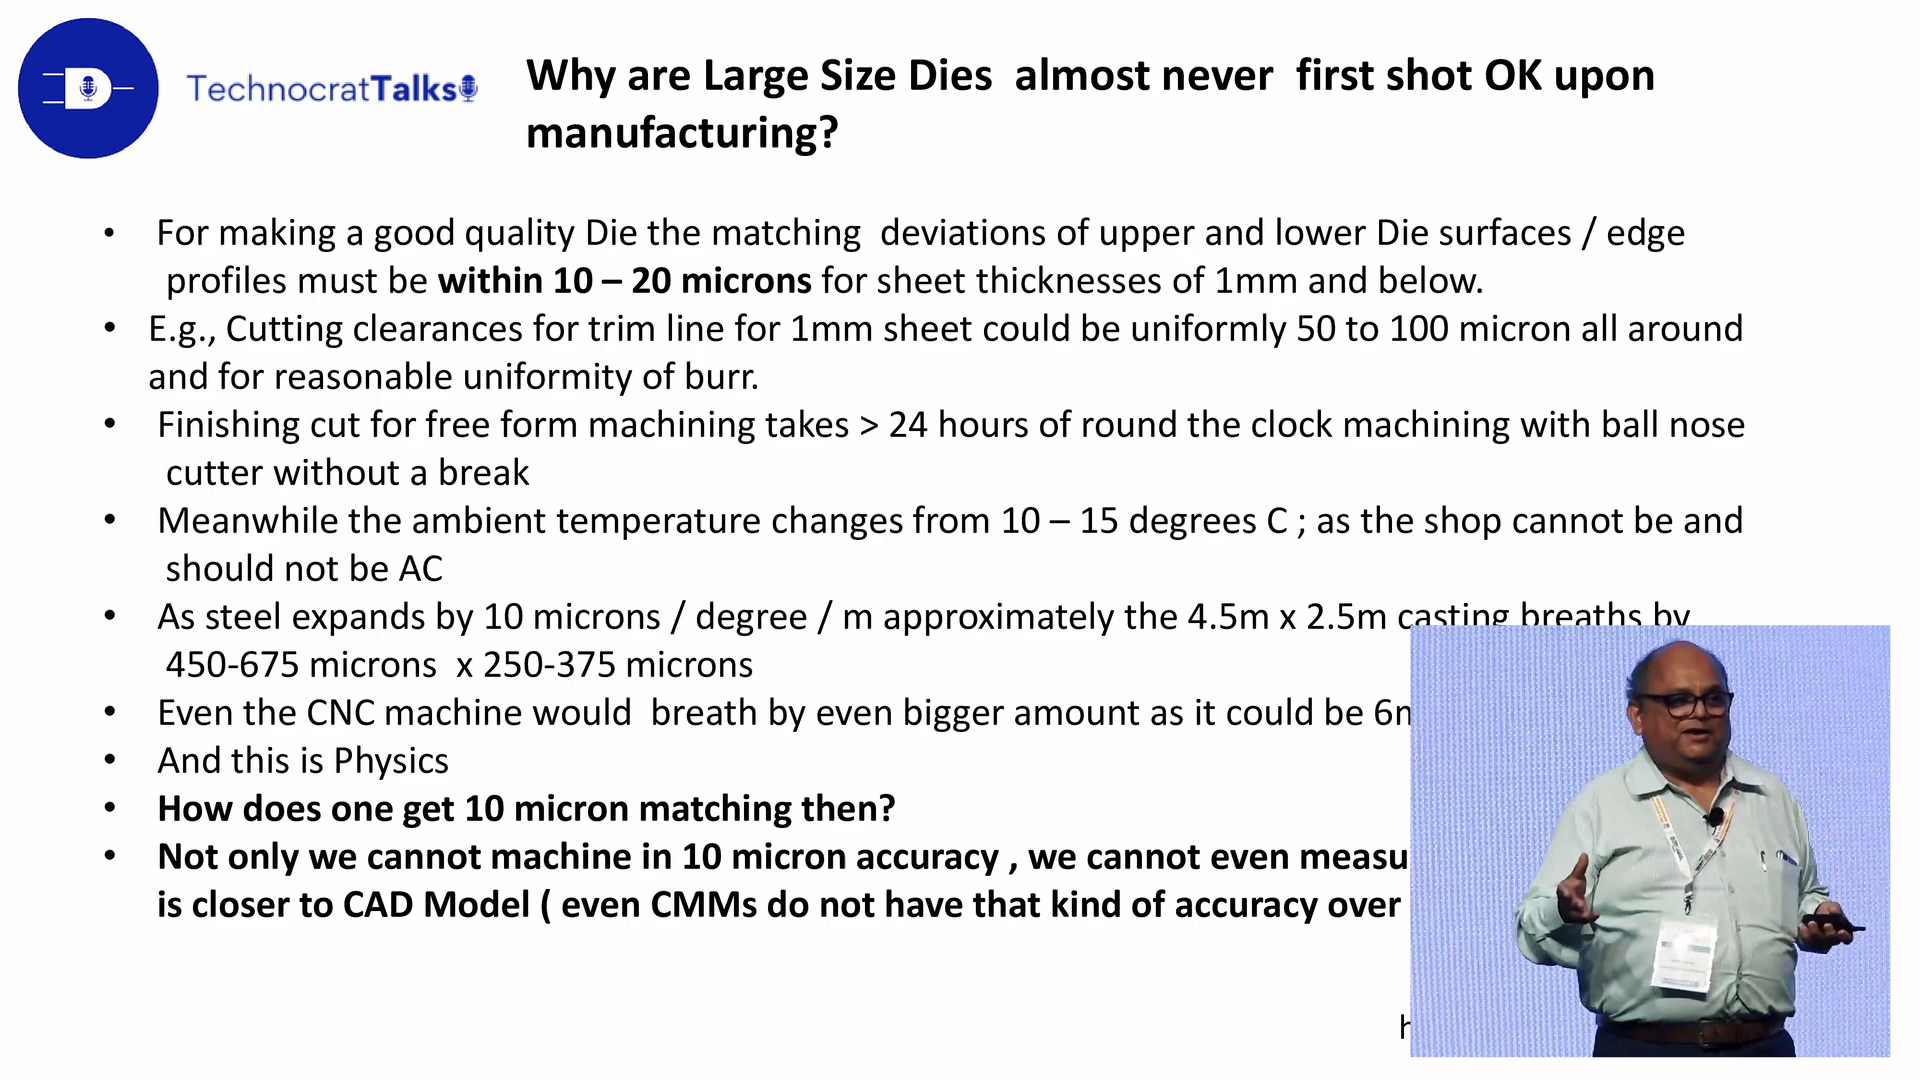 TechnocratTalks
Why are Large Size Dies almost never first shot OK upon
manufacturing?
• For making a good quality Die the matching deviations of upper and lower Die surfaces / edge
profiles must be within 10 – 20 microns for sheet thicknesses of 1mm and below.
• E.g., Cutting clearances for trim line for 1mm sheet could be uniformly 50 to 100 micron all around
and for reasonable uniformity of burr.
• Finishing cut for free form machining takes > 24 hours of round the clock machining with ball nose
cutter without a break
• Meanwhile the ambient temperature changes from 10 – 15 degrees C ; as the shop cannot be and
should not be AC
• As steel expands by 10 microns / degree / m approximately the 4.5m x 2.5m casting breaths by
450-675 microns x 250-375 microns
• Even the CNC machine would breath by even bigger amount as it could be
• And this is Physics
• How does one get 10 micron matching then?
• Not only we cannot machine in 10 micron accuracy , we cannot even
is closer to CAD Model ( even CMMs do not have that kind of accuracy over